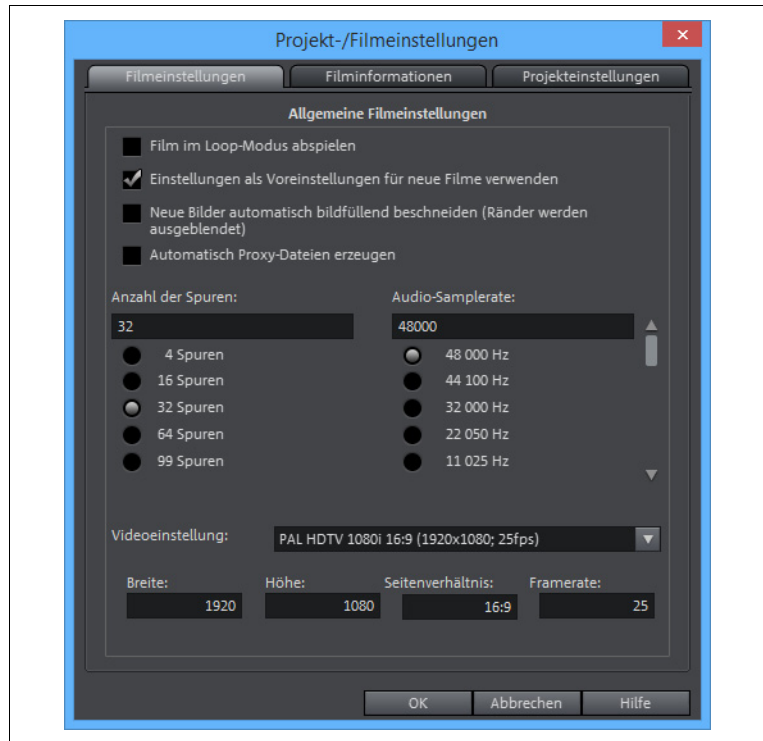 Projekt-/Filmeinstellungen
Filmeinstellungen
Filminformationen
Projekteinstellungen
Allgemeine Filmeinstellungen
Film im Loop-Modus abspielen
Einstellungen als Voreinstellungen für neue Filme verwenden
Neue Bilder automatisch bildfüllend beschneiden (Ränder werden
ausgeblendet)
Automatisch Proxy-Dateien erzeugen
Anzahl der Spuren:
32
4 Spuren
16 Spuren
32 Spuren
64 Spuren
99 Spuren
Audio-Samplerate:
48000
48 000 Hz
44 100 Hz
32 000 Hz
22 050 Hz
11 025 Hz
Videoeinstellung:
PAL HDTV 1080i 16:9 (1920x1080; 25fps)
Breite:
1920
Höhe:
1080
Seitenverhältnis:
16:9
Framerate:
25
OK
Abbrechen
Hilfe